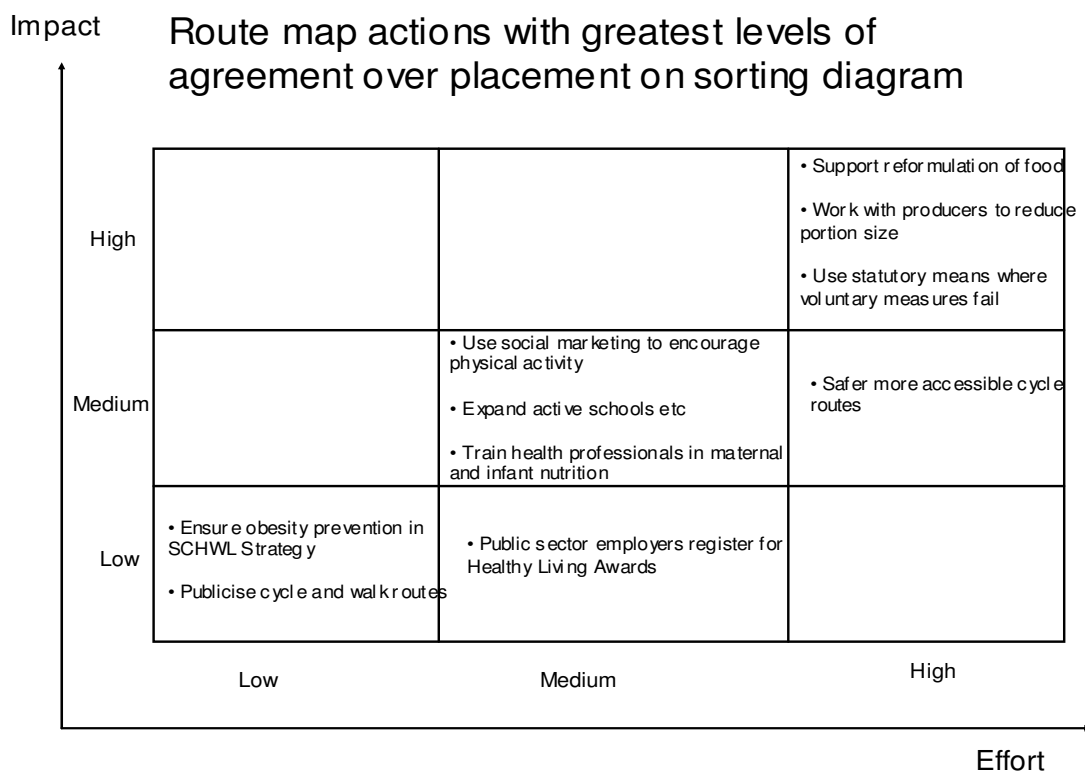 Impact
Route map actions with greatest levels of
agreement over placement on sorting diagram
High
• Support reformulation of food
• Work with producers to reduce
portion size
• Use statutory means where
voluntary measures fail
Medium
• Use social marketing to encourage
physical activity
• Expand active schools etc
• Train health professionals in maternal
and infant nutrition
• Safer more accessible cycle
routes
Low
• Ensure obesity prevention in
SCHWL Strategy
• Publicise cycle and walk routes
• Public sector employers register for
Healthy Living Awards
Low
Medium
High
Effort